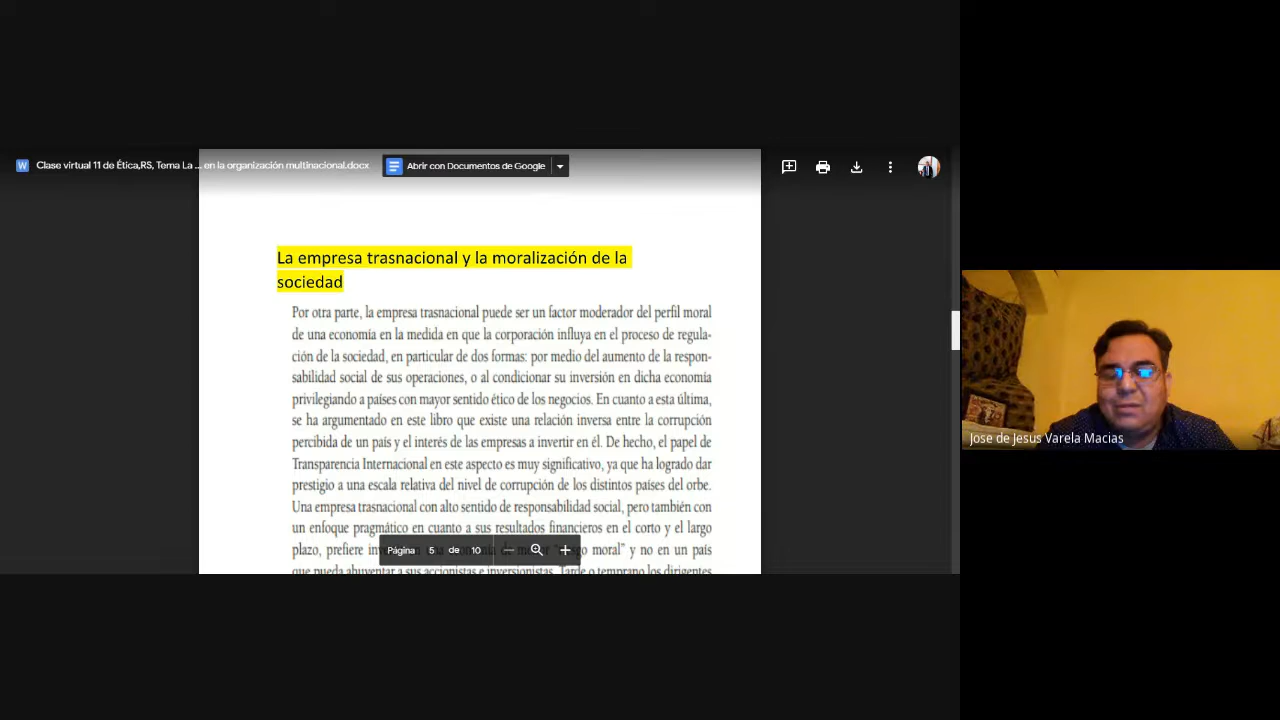 Clase virtual 11 de Ética,RS, Tema La ... en la organización multinacional.docx
Abrir con Documentos de Google
La empresa trasnacional y la moralización de la
sociedad
Por otra parte, la empresa trasnacional puede ser un factor moderador del perfil moral
de una economía en la medida en que la corporación influya en el proceso de regula-
ción de la sociedad, en particular de dos formas: por medio del aumento de la respon-
sabilidad social de sus operaciones, o al condicionar su inversión en dicha economía
privilegiando a países con mayor sentido ético de los negocios. En cuanto a esta última,
se ha argumentado en este libro que existe una relación inversa entre la corrupción
percibida de un país y el interés de las empresas a invertir en él. De hecho, el papel de
Transparencia Internacional en este aspecto es muy significativo, ya que ha logrado dar
prestigio a una escala relativa del nivel de corrupción de los distintos países del orbe.
Una empresa trasnacional con alto sentido de responsabilidad social, pero también con
un enfoque pragmático en cuanto a sus resultados financieros en el corto y el largo
plazo, prefiere moral" y no en un país
que pueda ahuyentar a sus accionistas e inversionistas. Tarde o temprano los dirigentes
Página 5 de 10
Jose de Jesus Varela Macias